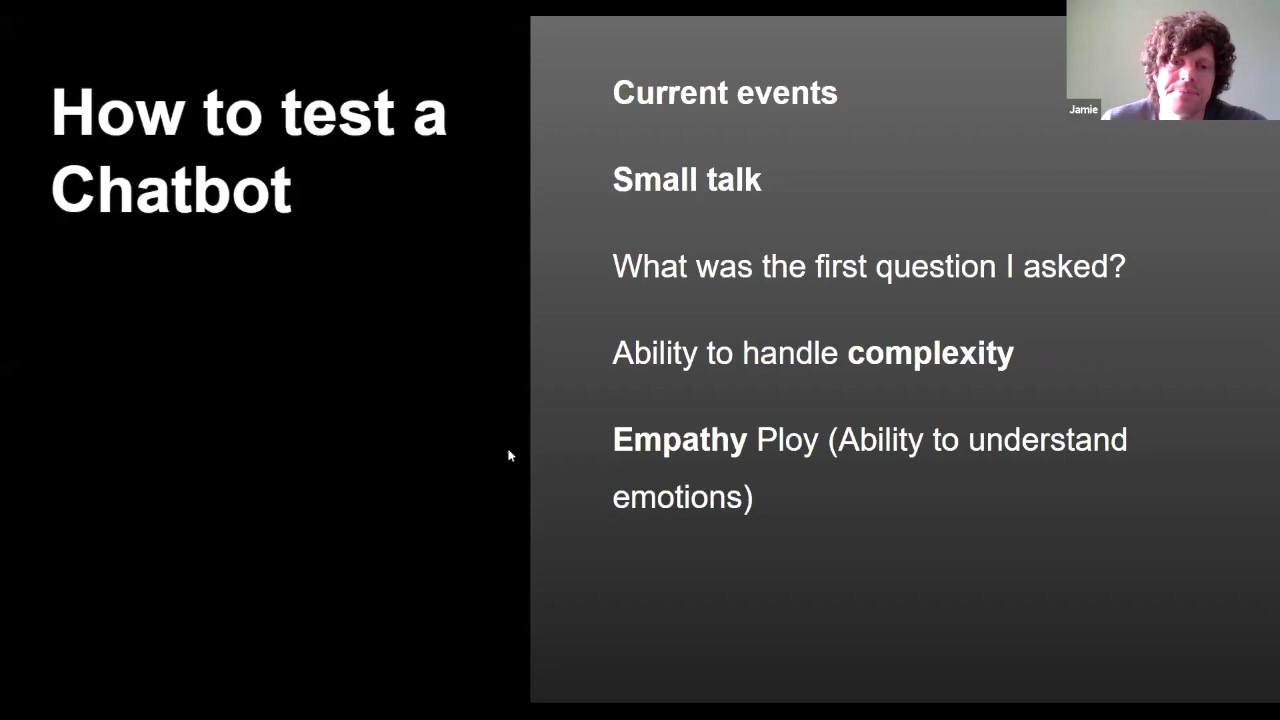 How to test a
Chatbot
Current events
Small talk
What was the first question I asked?
Ability to handle complexity
Empathy Ploy (Ability to understand
emotions)
Jamie